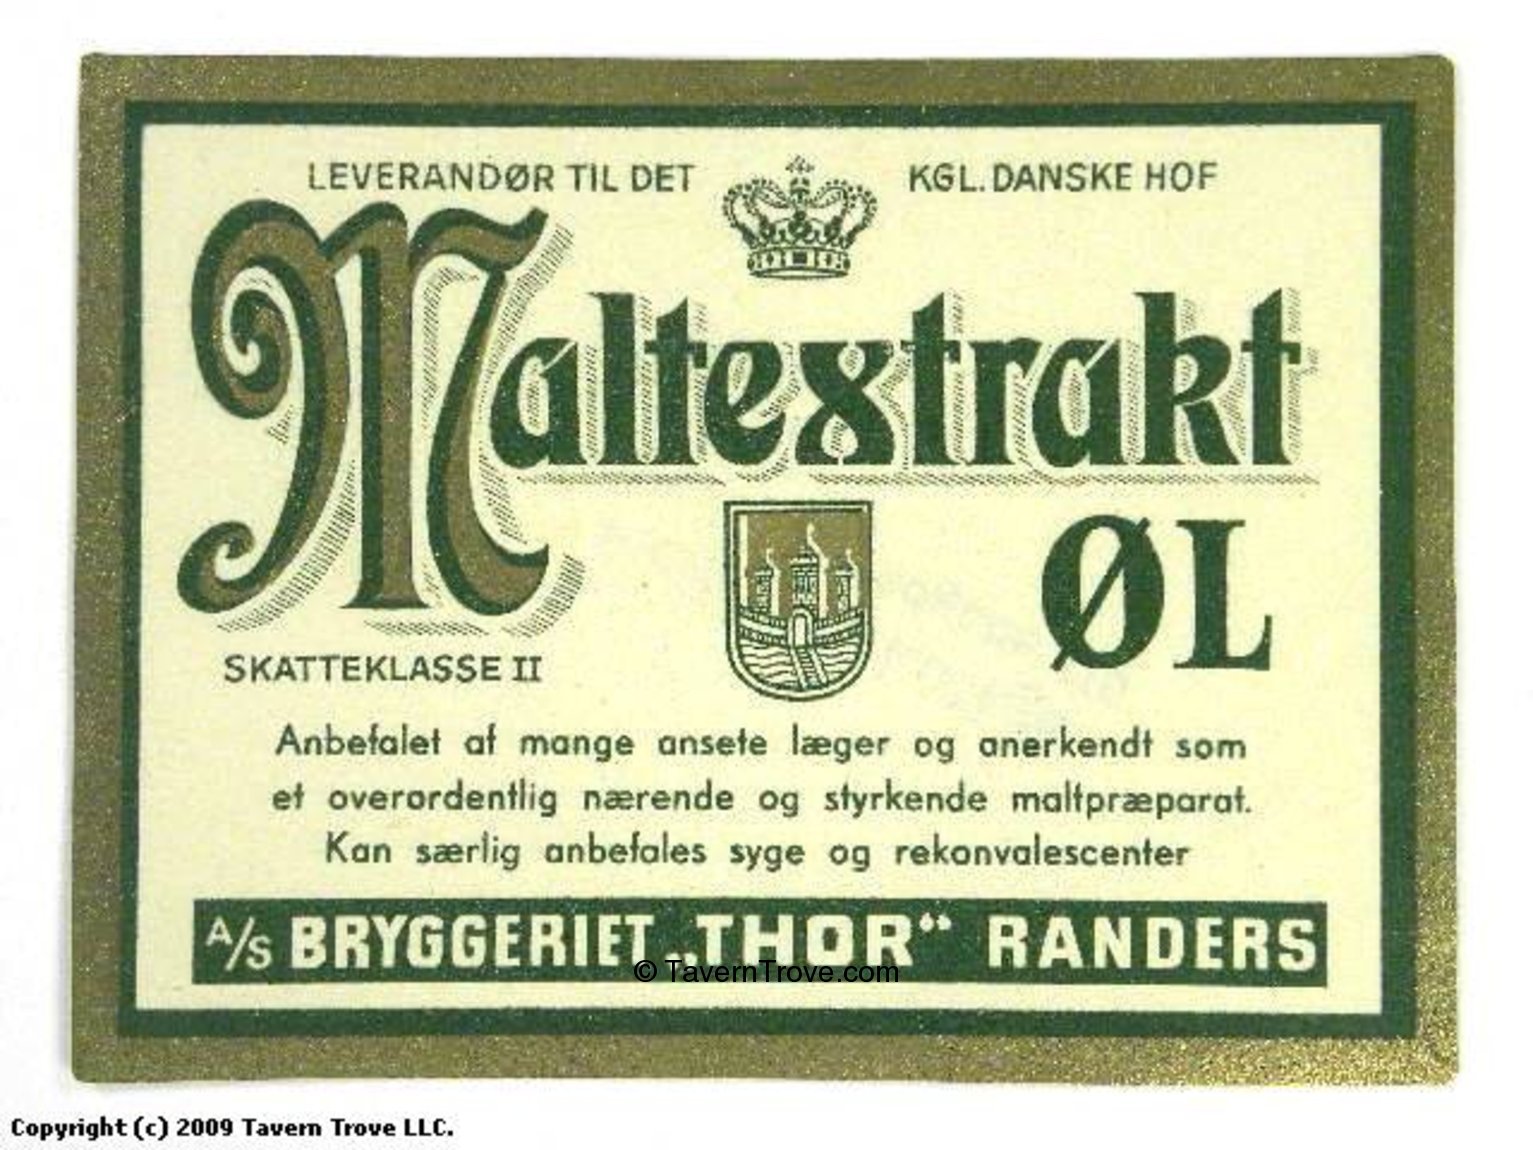 LEVERANDØR TIL DET KGL. DANSKE HOF
Maltextrakt
ØL
SKATTEKLASSE II
Anbefalet af mange ansete læger og anerkendt som
et overordentlig nærende og styrkende maltpræparat.
Kan særlig anbefales syge og rekonvalescenter
A/S BRYGGERIET „THOR“ RANDERS
© TavernTrove.com
Copyright (c) 2009 Tavern Trove LLC.